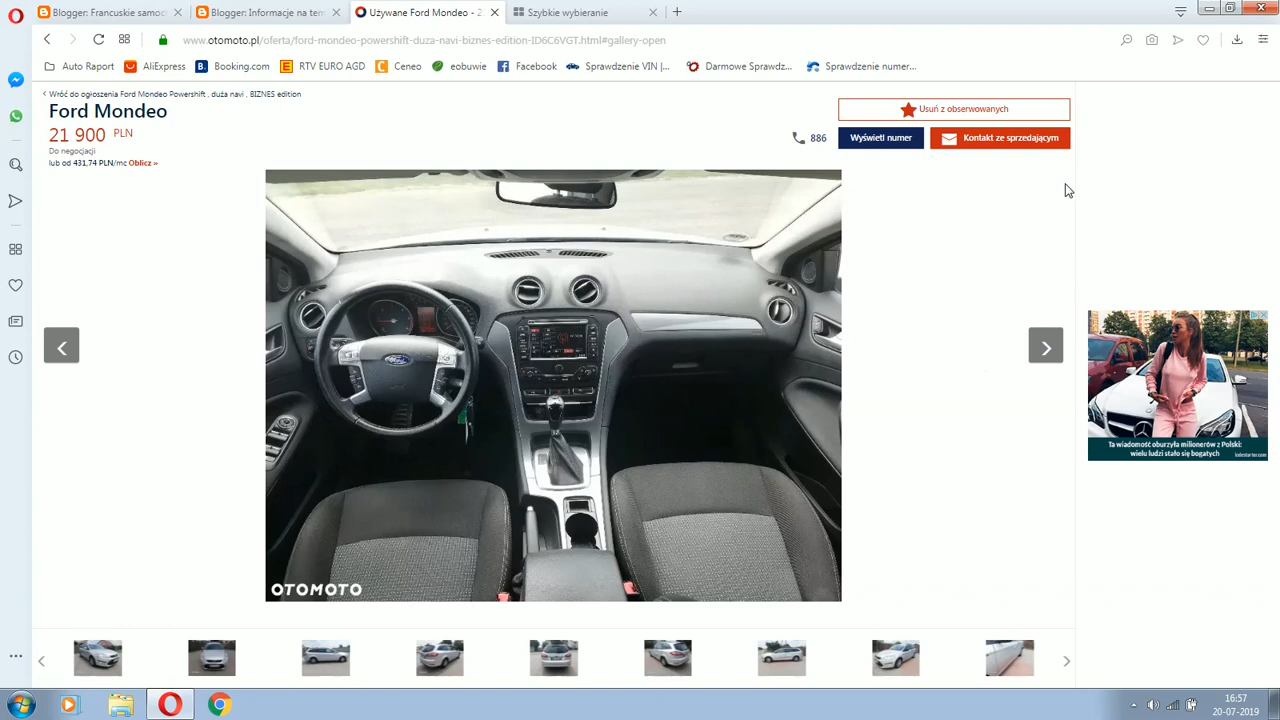 Blogger: Francuskie samoc
Blogger: Informacje na tem
Używane Ford Mondeo - 2
Szybkie wybieranie
www.otomoto.pl/oferta/ford-mondeo-powershift-duza-navi-biznes-edition-ID6C6VGT.html#gallery-open
Auto Raport
AliExpress
Booking.com
RTV EURO AGD
Ceneo
eobuwie
Facebook
Sprawdzenie VIN |...
Darmowe Sprawdz...
Sprawdzenie numer...
Wróć do ogłoszenia Ford Mondeo Powershift , duża navi , BIZNES edition
Ford Mondeo
21 900 PLN
Do negocjacji
lub od 431,74 PLN/mc Oblicz »
Usuń z obserwowanych
886
Wyświetl numer
Kontakt ze sprzedającym
Ford
OTOMOTO
Ta wiadomość oburzyła milionerów z Polski:
wielu ludzi stało się bogatych
16:57
20-07-2019